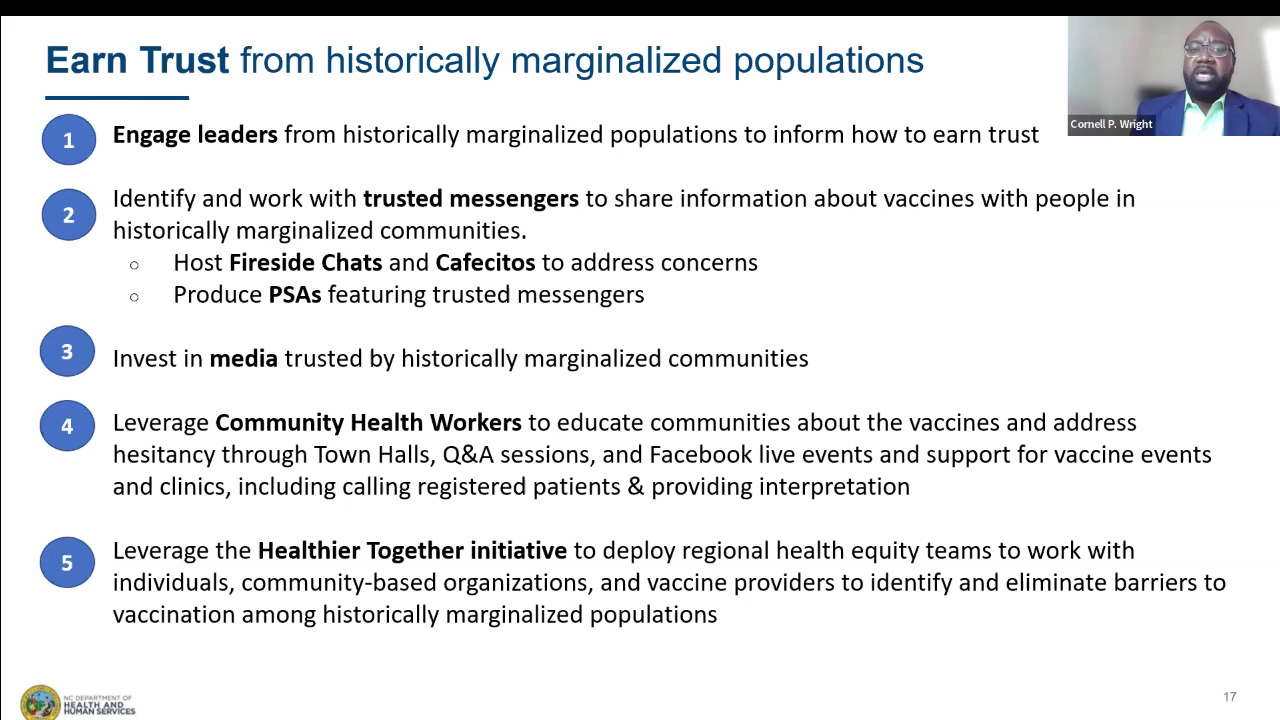 Earn Trust from historically marginalized populations
Cornell P. Wright
1
Engage leaders from historically marginalized populations to inform how to earn trust
2
Identify and work with trusted messengers to share information about vaccines with people in
historically marginalized communities.
Host Fireside Chats and Cafecitos to address concerns
Produce PSAs featuring trusted messengers
3
Invest in media trusted by historically marginalized communities
4
Leverage Community Health Workers to educate communities about the vaccines and address
hesitancy through Town Halls, Q&A sessions, and Facebook live events and support for vaccine events
and clinics, including calling registered patients & providing interpretation
5
Leverage the Healthier Together initiative to deploy regional health equity teams to work with
individuals, community-based organizations, and vaccine providers to identify and eliminate barriers to
vaccination among historically marginalized populations
NC DEPARTMENT OF
HEALTH AND
HUMAN SERVICES
17